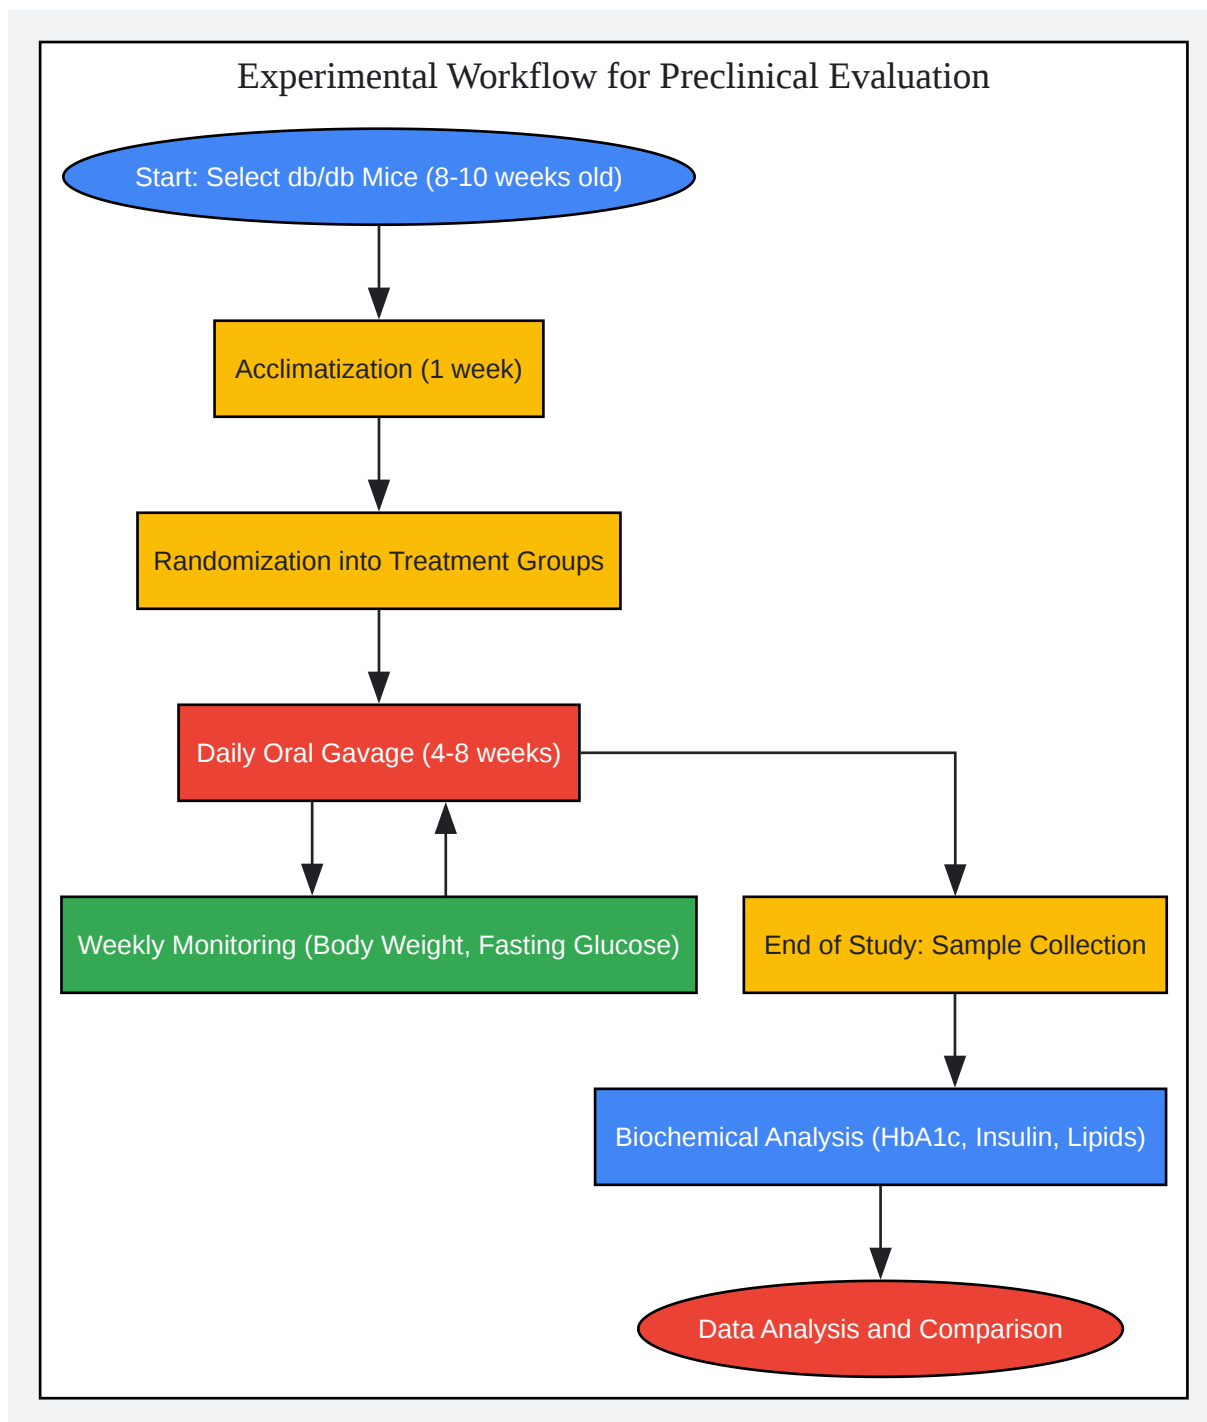 Experimental Workflow for Preclinical Evaluation
Start: Select db/db Mice (8-10 weeks old)
Acclimatization (1 week)
Randomization into Treatment Groups
Daily Oral Gavage (4-8 weeks)
Weekly Monitoring (Body Weight, Fasting Glucose)
End of Study: Sample Collection
Biochemical Analysis (HbA1c, Insulin, Lipids)
Data Analysis and Comparison